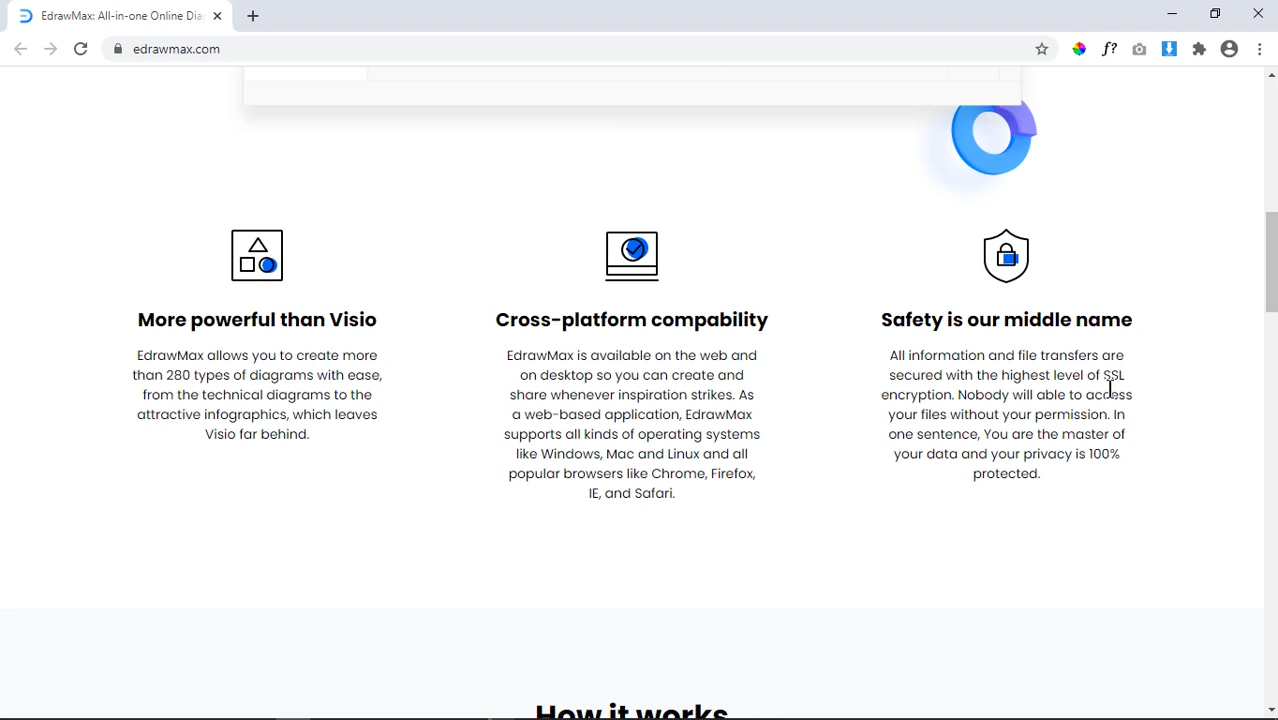 EdrawMax: All-in-one Online Dia
edrawmax.com
f?
More powerful than Visio
EdrawMax allows you to create more
than 280 types of diagrams with ease,
from the technical diagrams to the
attractive infographics, which leaves
Visio far behind.
Cross-platform compability
EdrawMax is available on the web and
on desktop so you can create and
share whenever inspiration strikes. As
a web-based application, EdrawMax
supports all kinds of operating systems
like Windows, Mac and Linux and all
popular browsers like Chrome, Firefox,
IE, and Safari.
Safety is our middle name
All information and file transfers are
secured with the highest level of SSL
encryption. Nobody will able to access
your files without your permission. In
one sentence, You are the master of
your data and your privacy is 100%
protected.
How it works